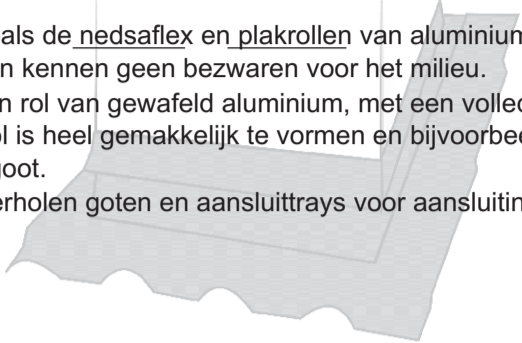 als de nedsaflex en plakrollen van aluminium
n kennen geen bezwaren voor het milieu.
n rol van gewafeld aluminium, met een volled
l is heel gemakkelijk te vormen en bijvoorbee
goot.
erholen goten en aansluittrays voor aansluitin